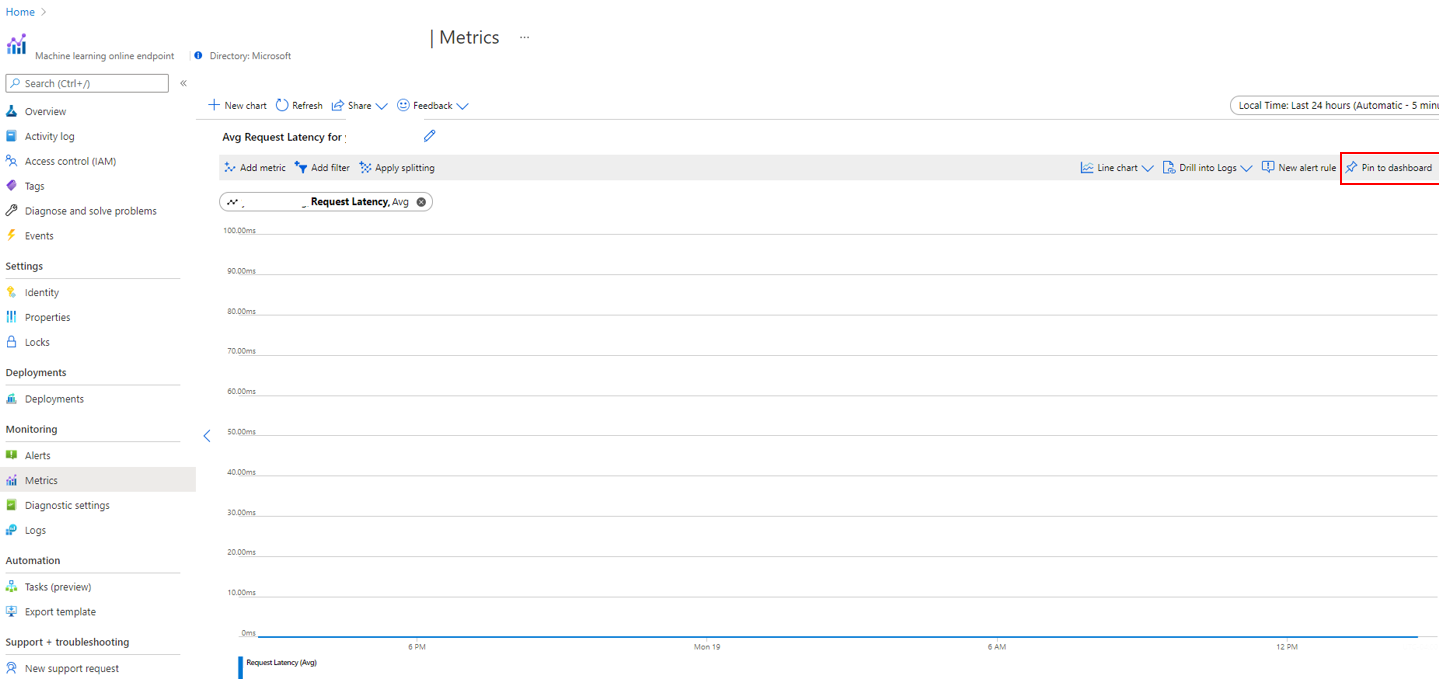 Home
| Metrics ...
Machine learning online endpoint
Directory: Microsoft
Search (Ctrl+/)
Overview
Activity log
Access control (IAM)
Tags
Diagnose and solve problems
Events
Settings
Identity
Properties
Locks
Deployments
Deployments
Monitoring
Alerts
Metrics
Diagnostic settings
Logs
Automation
Tasks (preview)
Export template
Support + troubleshooting
New support request
New chart Refresh Share Feedback
Local Time: Last 24 hours (Automatic - 5 minu
Avg Request Latency for
Add metric Add filter Apply splitting
Line chart Drill into Logs New alert rule Pin to dashboard
Request Latency, Avg
100.00ms
90.00ms
80.00ms
70.00ms
60.00ms
50.00ms
40.00ms
30.00ms
20.00ms
10.00ms
0ms
6 PM Mon 19 6 AM 12 PM
Request Latency (Avg)